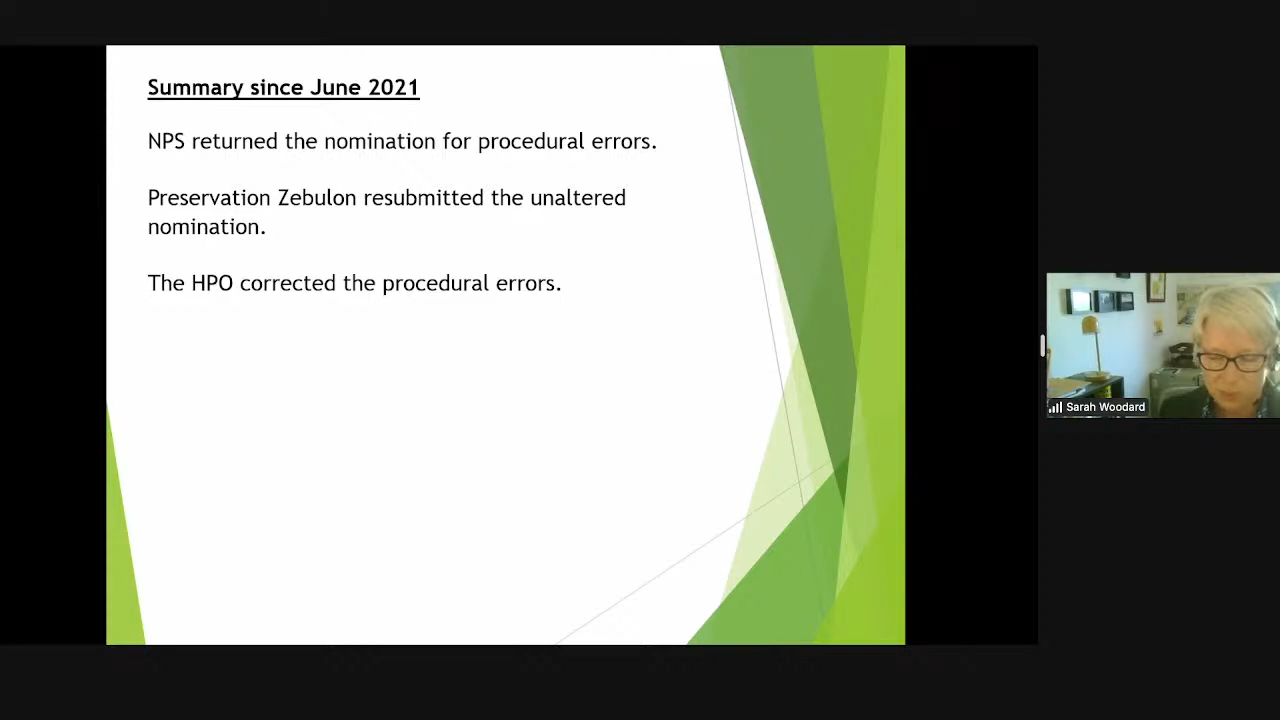 Summary since June 2021
NPS returned the nomination for procedural errors.
Preservation Zebulon resubmitted the unaltered
nomination.
The HPO corrected the procedural errors.
Sarah Woodard